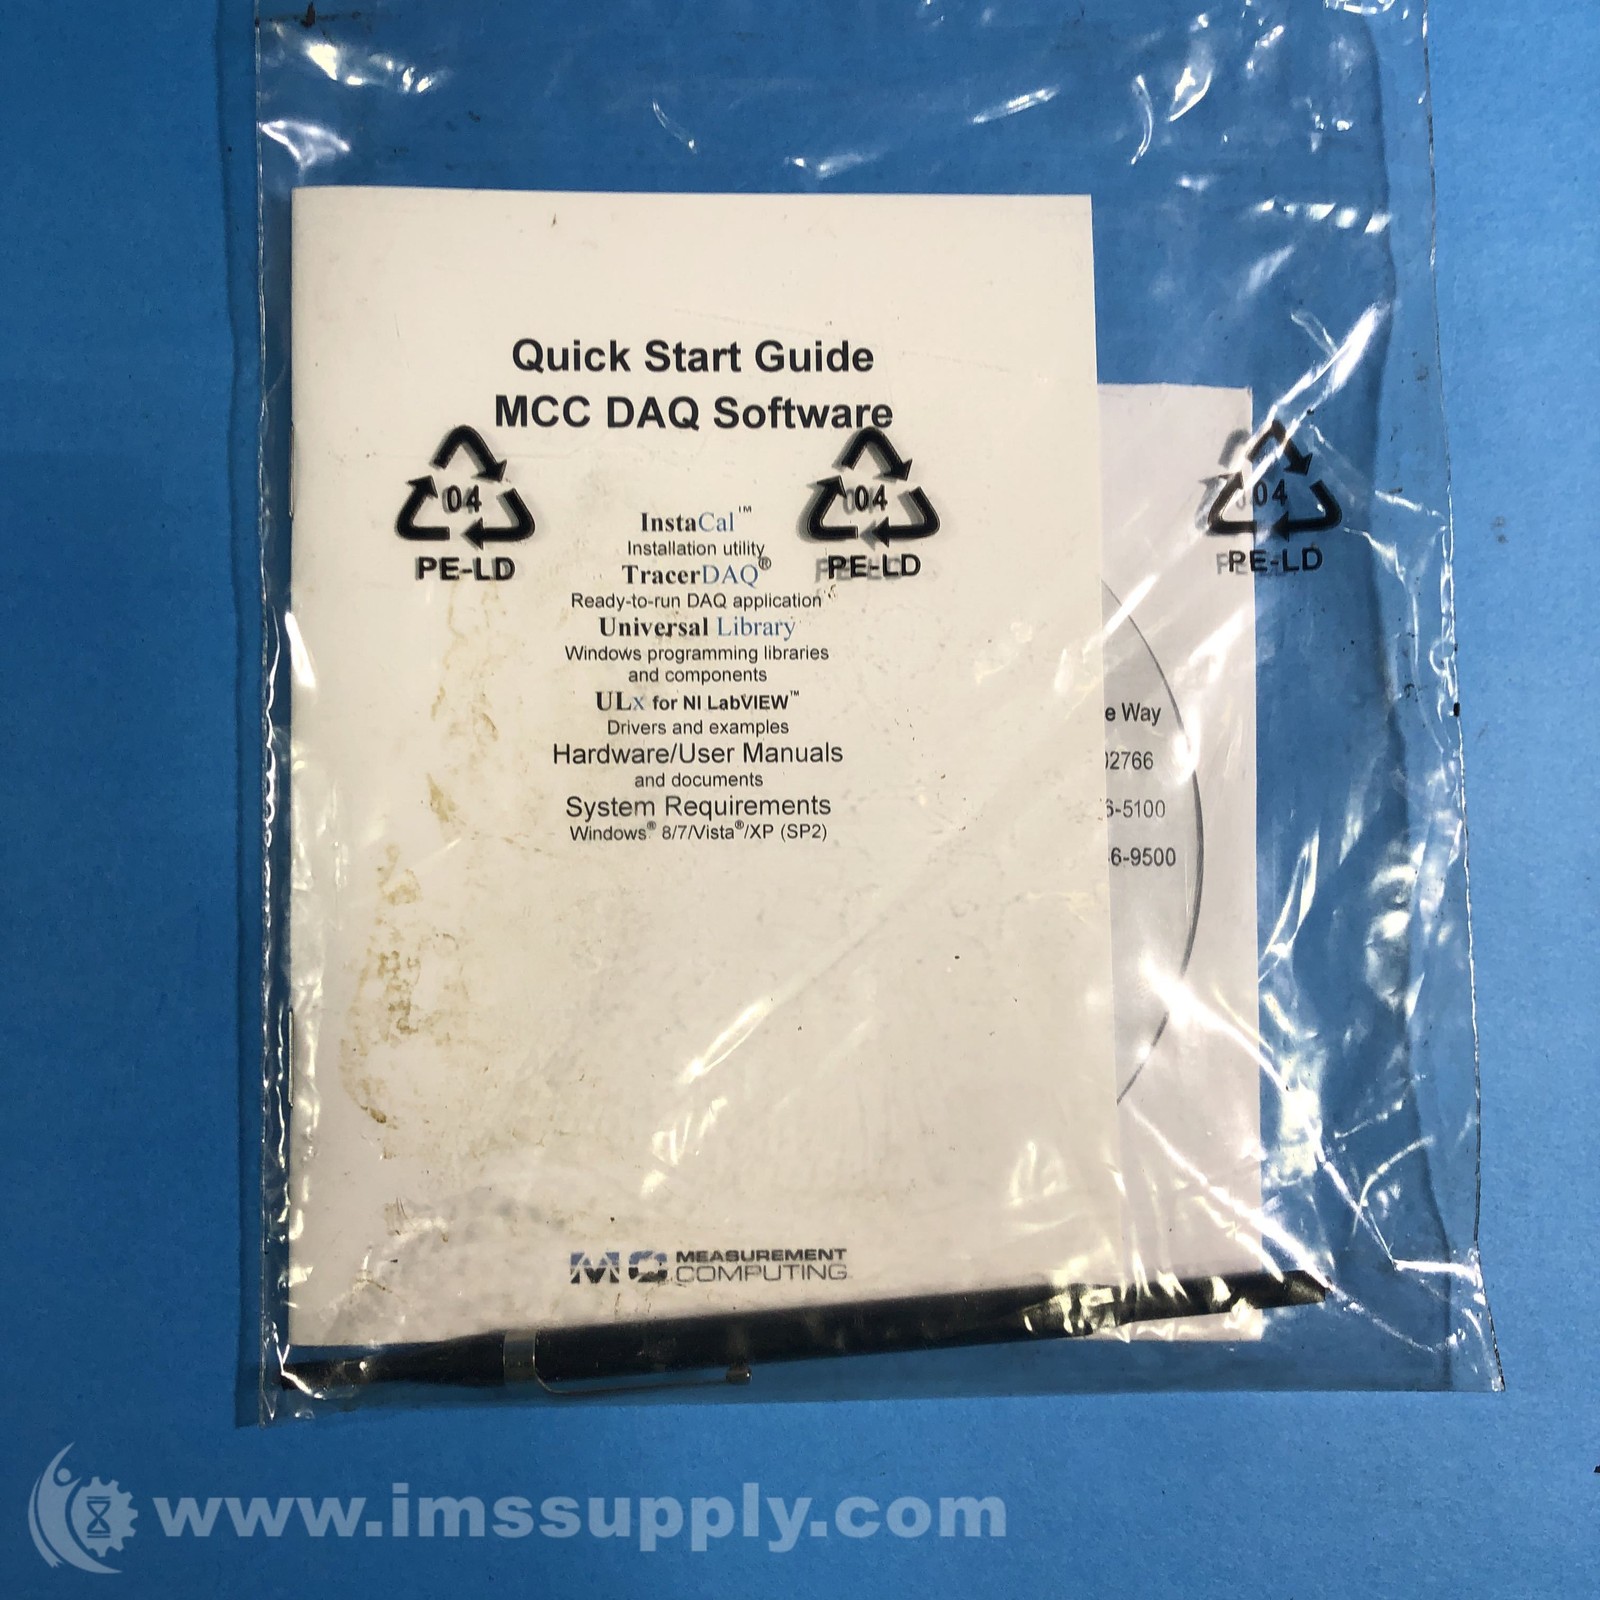 Quick Start Guide
MCC DAQ Software
04
PE-LD
04
PE-LD
04
PE-LD
InstaCal™
Installation utility
TracerDAQ®
Ready-to-run DAQ application
Universal Library
Windows programming libraries
and components
ULx for NI LabVIEW™
Drivers and examples
Hardware/User Manuals
and documents
System Requirements
Windows® 8/7/Vista®/XP (SP2)
e Way
02766
6-5100
46-9500
MC MEASUREMENT
COMPUTING
www.imssupply.com